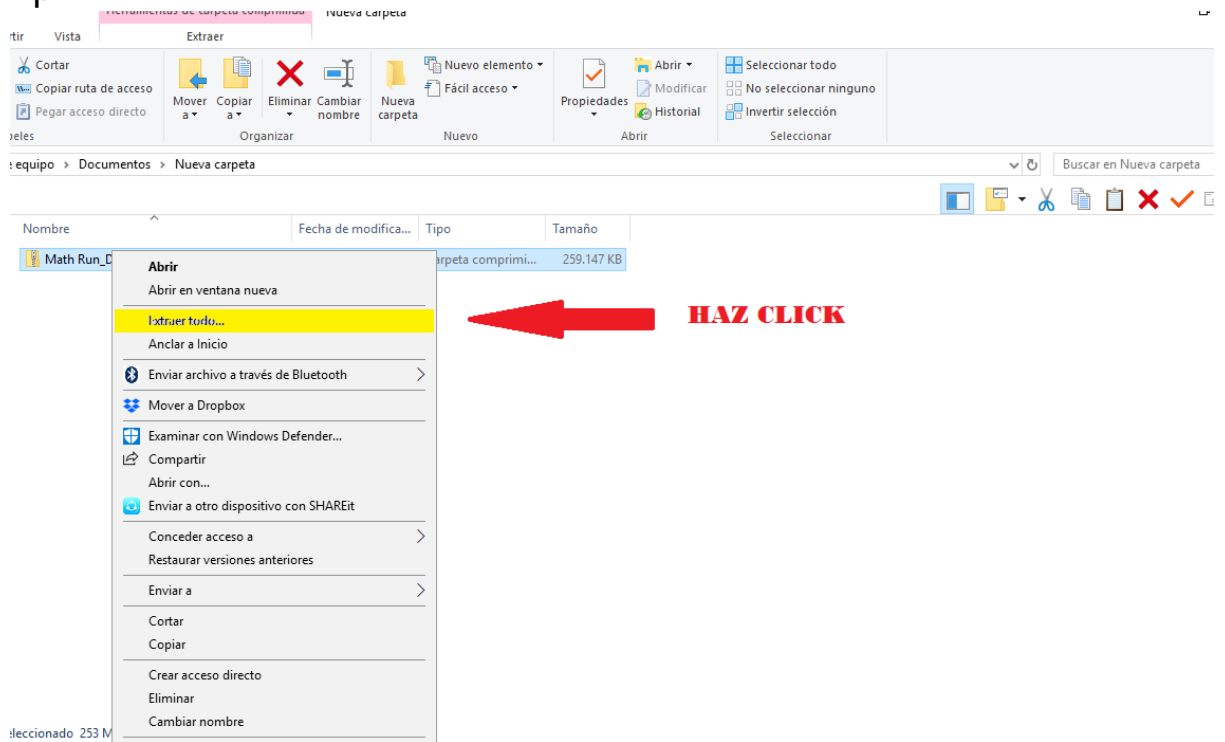 Herramientas de carpeta comprimida Nueva carpeta
rtir Vista Extraer
Cortar
Copiar ruta de acceso
Pegar acceso directo
Mover a
Copiar a
Eliminar
Cambiar nombre
Organizar
Nueva carpeta
Nuevo elemento
Fácil acceso
Nuevo
Propiedades
Abrir
Modificar
Historial
Abrir
Seleccionar todo
No seleccionar ninguno
Invertir selección
Seleccionar
equipo > Documentos > Nueva carpeta
Buscar en Nueva carpeta
Nombre Fecha de modifica... Tipo Tamaño
Math Run_D arpeta comprimi... 259.147 KB
Abrir
Abrir en ventana nueva
Extraer todo...
HAZ CLICK
Anclar a Inicio
Enviar archivo a través de Bluetooth >
Mover a Dropbox
Examinar con Windows Defender...
Compartir
Abrir con...
Enviar a otro dispositivo con SHAREit
Conceder acceso a >
Restaurar versiones anteriores
Enviar a >
Cortar
Copiar
Crear acceso directo
Eliminar
Cambiar nombre
eleccionado 253 M